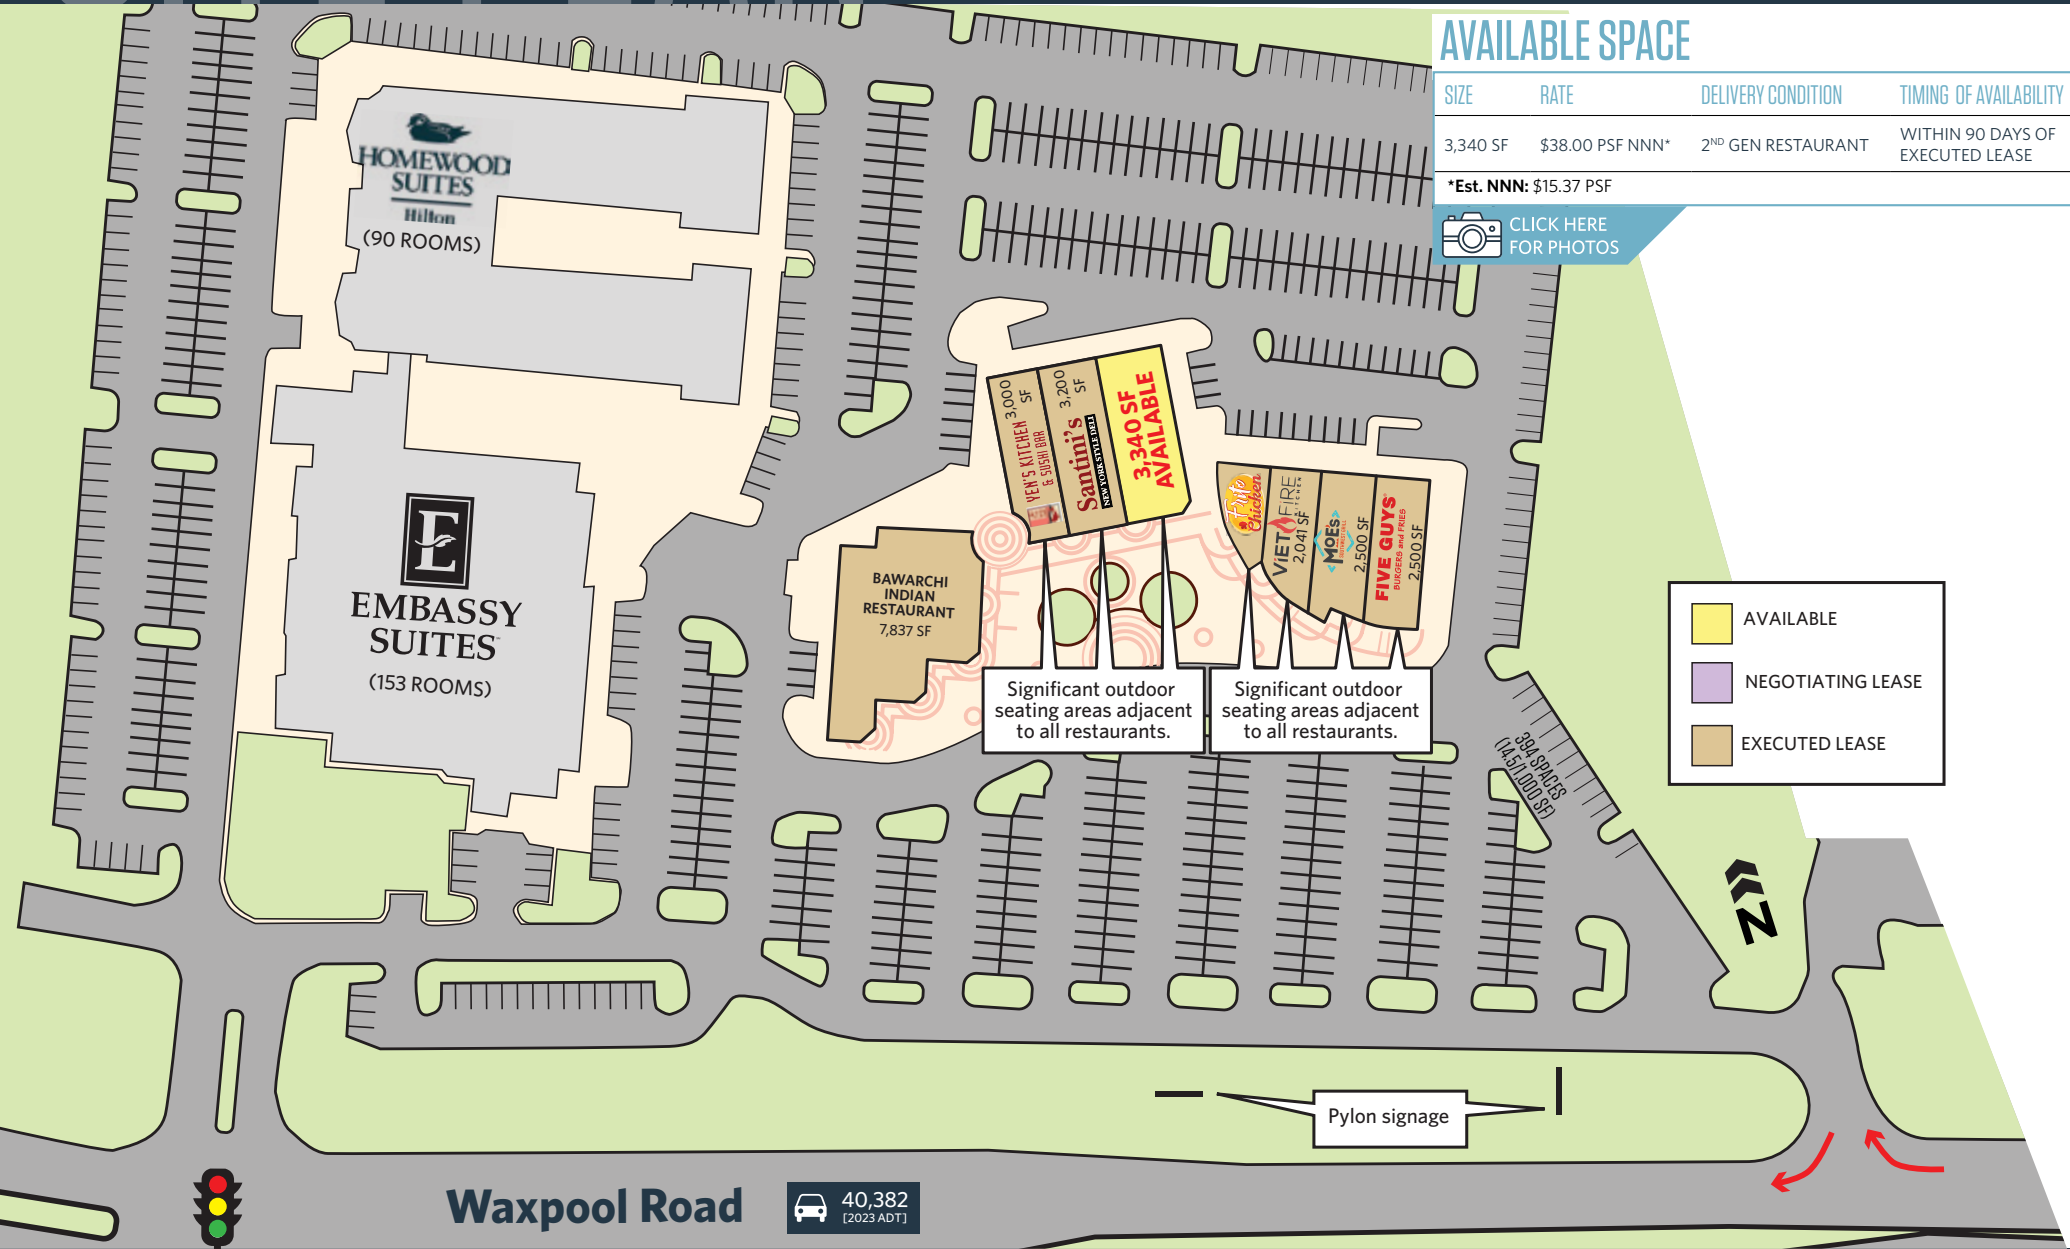 AVAILABLE SPACE
SIZE RATE DELIVERY CONDITION TIMING OF AVAILABILITY
3,340 SF $38.00 PSF NNN* 2ND GEN RESTAURANT WITHIN 90 DAYS OF
EXECUTED LEASE
*Est. NNN: $15.37 PSF
CLICK HERE
FOR PHOTOS
HOMEWOOD
SUITES
Hilton
(90 ROOMS)
E
EMBASSY
SUITES
(153 ROOMS)
BAWARCHI
INDIAN
RESTAURANT
7,837 SF
YEN'S KITCHEN
& SUSHI BAR
3,000
SF
Santini's
NEW YORK STYLE DELI
3,200
SF
3,340 SF
AVAILABLE
Chicken
VIET FIRE
KITCHEN
2,041 SF
MOE'S
2,500 SF
FIVE GUYS
BURGERS and FRIES
2,500 SF
Significant outdoor
seating areas adjacent
to all restaurants.
Significant outdoor
seating areas adjacent
to all restaurants.
394 SPACES
(14.5/1,000 SF)
AVAILABLE
NEGOTIATING LEASE
EXECUTED LEASE
N
Pylon signage
Waxpool Road
40,382
[2023 ADT]